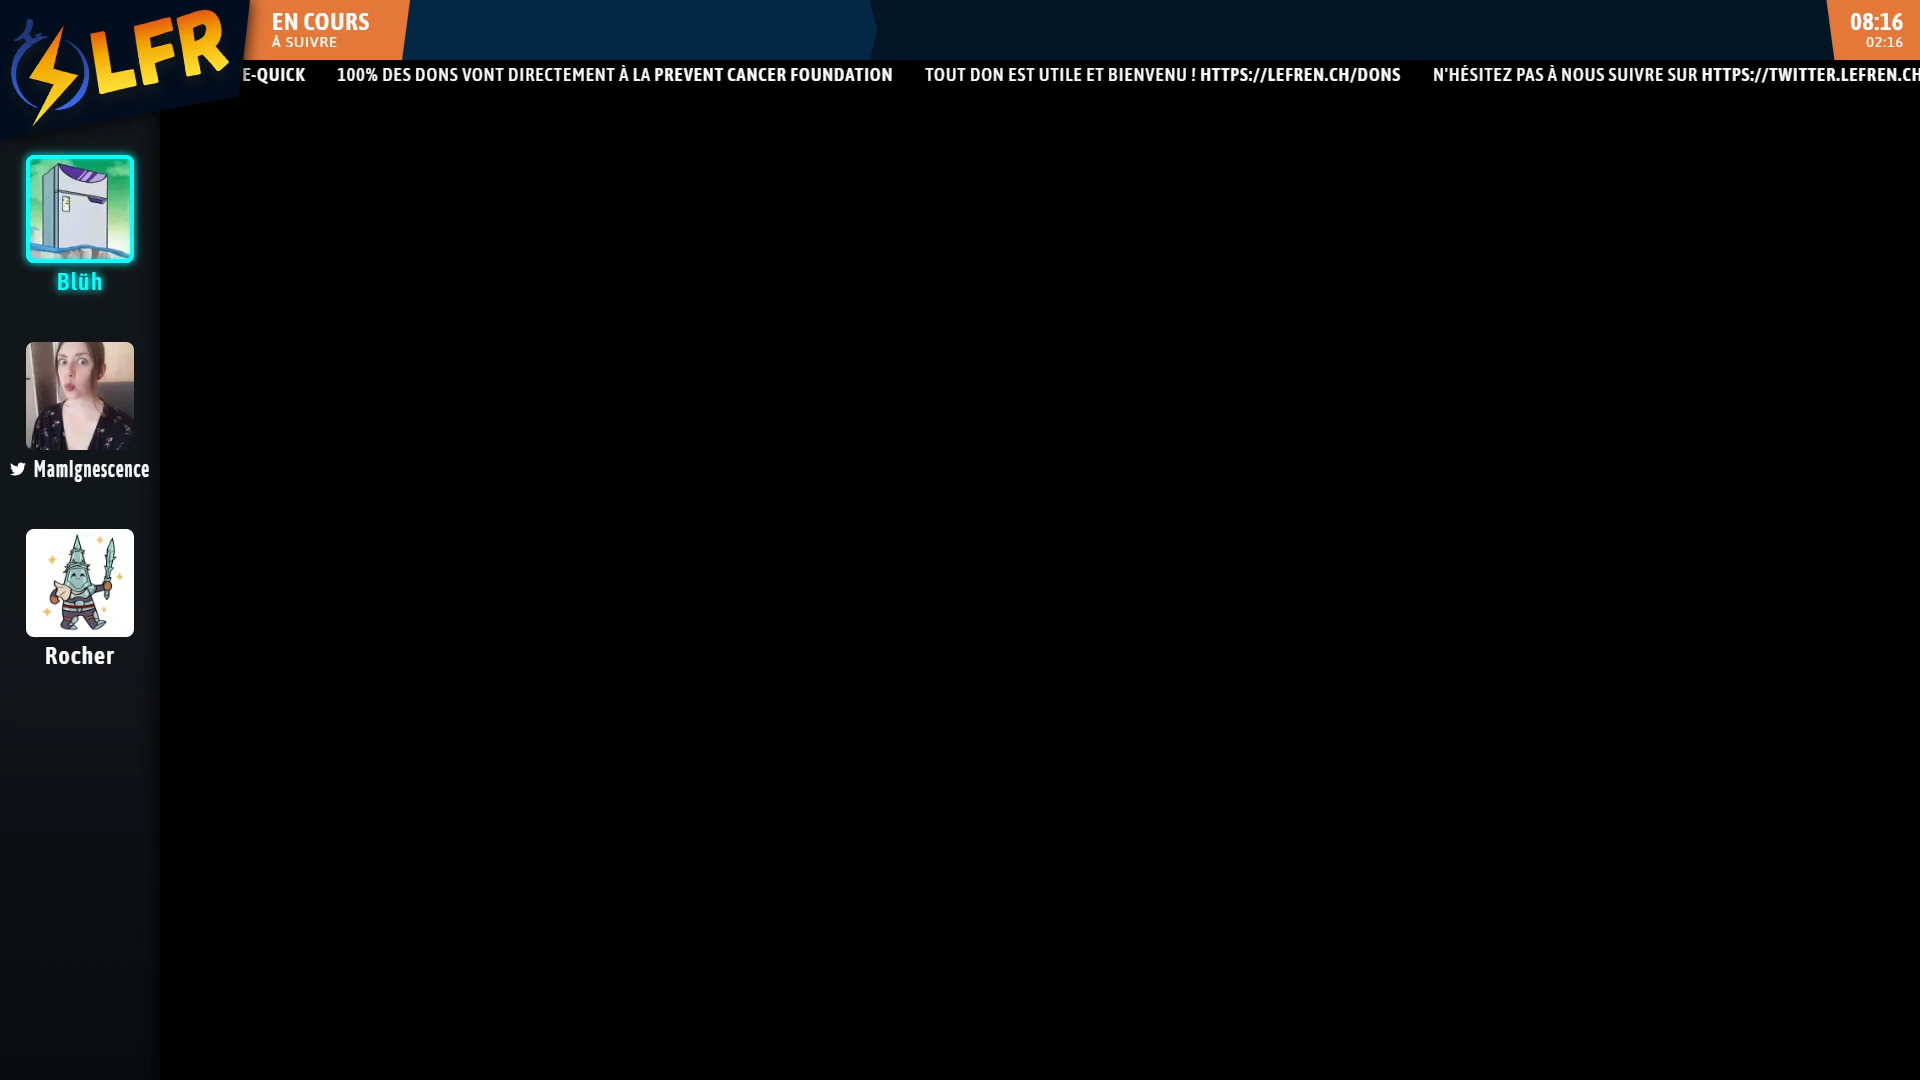 LFR
EN COURS
À SUIVRE
08:16
02:16
E-QUICK 100% DES DONS VONT DIRECTEMENT À LA PREVENT CANCER FOUNDATION TOUT DON EST UTILE ET BIENVENU ! HTTPS://LEFREN.CH/DONS N'HÉSITEZ PAS À NOUS SUIVRE SUR HTTPS://TWITTER.LEFREN.CH
Blüh
MamIgnescence
Rocher